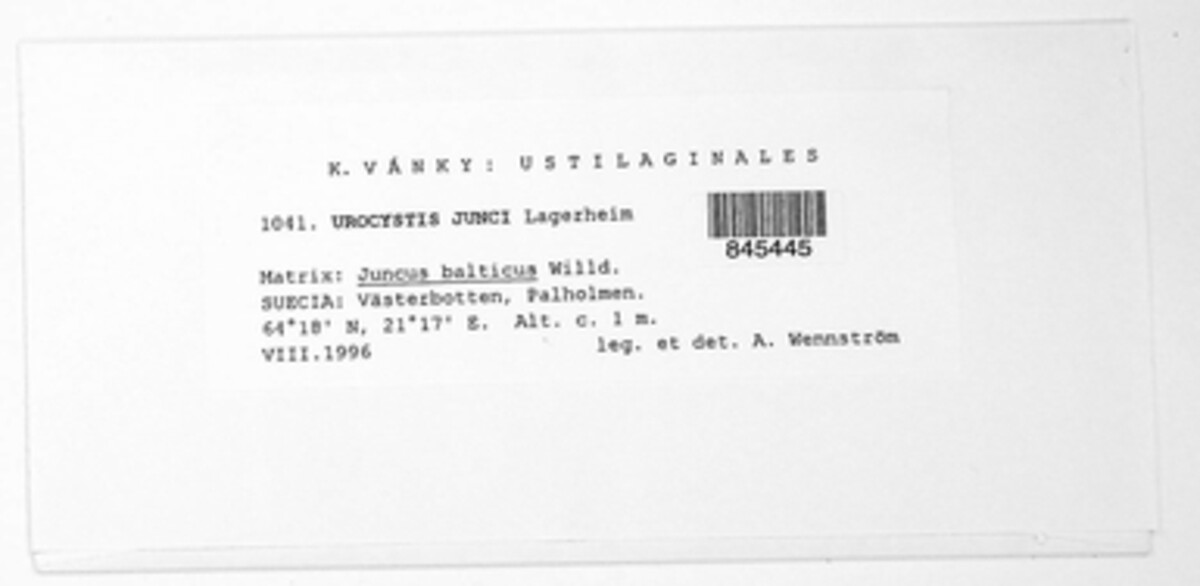 K. VÁNKY: USTILAGINALES
1041. UROCYSTIS JUNCI Lagerheim
845445
Matrix: Juncus balticus Willd.
SUECIA: Västerbotten, Palholmen.
64°18' N, 21°17' E. Alt. c. 1 m.
VIII.1996 leg. et det. A. Wennström